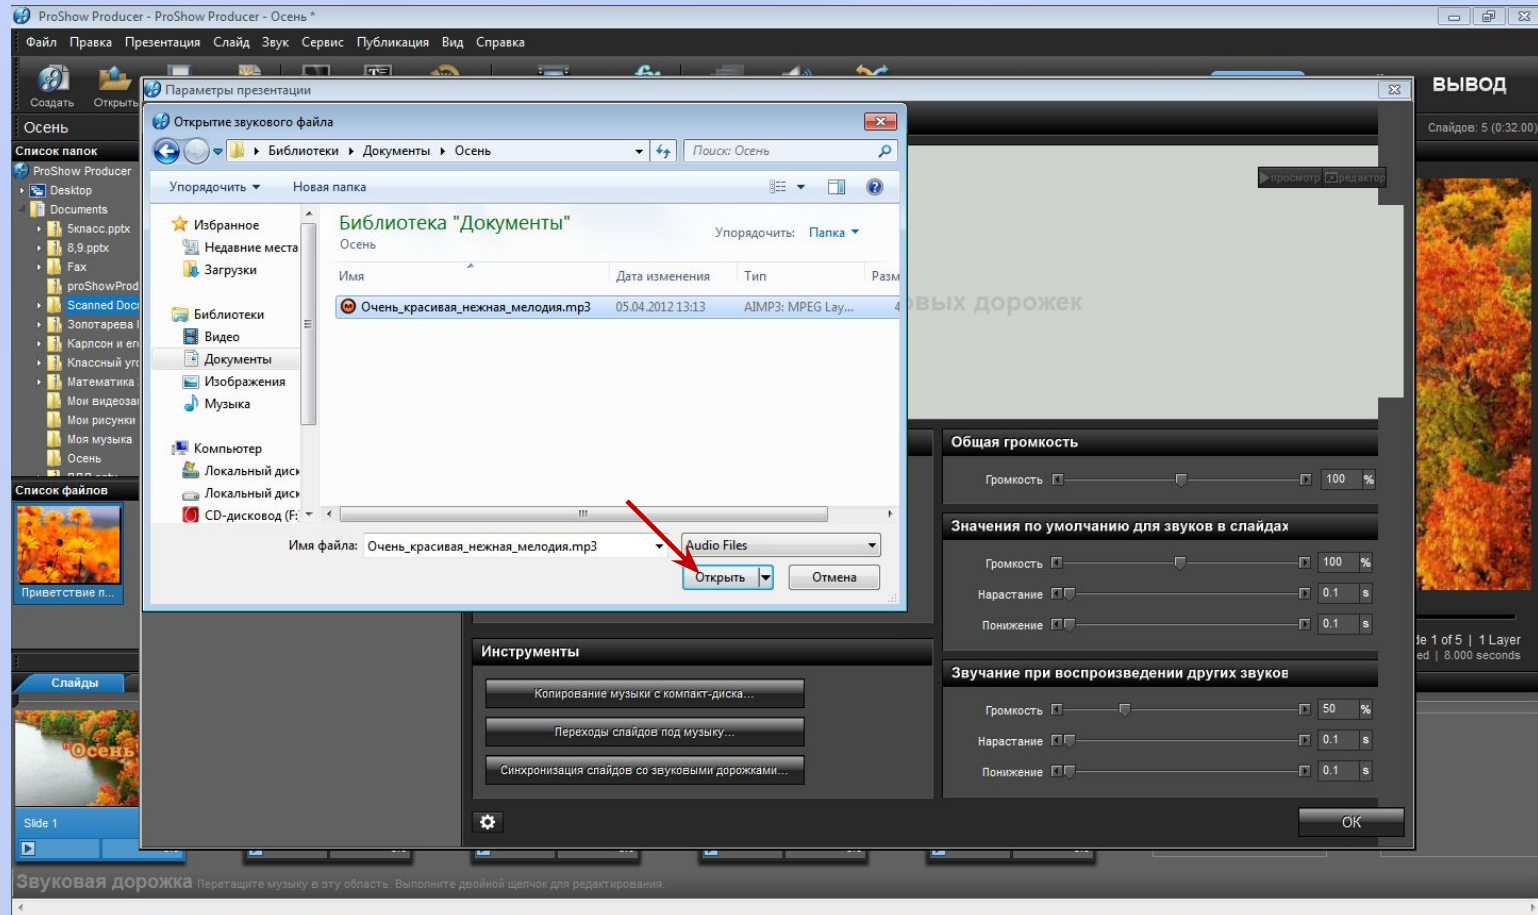 ProShow Producer - ProShow Producer - Осень *
Файл Правка Презентация Слайд Звук Сервис Публикация Вид Справка
Создать Открыть
ВЫВОД
Осень
Слайдов: 5 (0:32.00)
Список папок
ProShow Producer
Desktop
Documents
5класс.pptx
8,9.pptx
Fax
proShowProd
Scanned Doc
Золотарева
Карлсон и ег
Классный уг
Математика
Мои видеоза
Мои рисунки
Моя музыка
Осень
Список файлов
Приветствие п...
Параметры презентации
Открытие звукового файла
Библиотеки Документы Осень
Поиск: Осень
Упорядочить Новая папка
Избранное
Недавние места
Загрузки
Библиотеки
Видео
Документы
Изображения
Музыка
Компьютер
Локальный диск
Локальный диск
CD-дисковод (F:
Библиотека "Документы"
Осень
Упорядочить: Папка
Имя Дата изменения Тип Разм
Очень_красивая_нежная_мелодия.mp3 05.04.2012 13:13 AIMP3: MPEG Lay... 4
Имя файла: Очень_красивая_нежная_мелодия.mp3 Audio Files
Открыть Отмена
просмотр редактор
вых дорожек
Общая громкость
Громкость 100 %
Значения по умолчанию для звуков в слайдах
Громкость 100 %
Нарастание 0.1 s
Понижение 0.1 s
Звучание при воспроизведении других звуков
Громкость 50 %
Нарастание 0.1 s
Понижение 0.1 s
Инструменты
Копирование музыки с компакт-диска...
Переходы слайдов под музыку...
Синхронизация слайдов со звуковыми дорожками...
OK
de 1 of 5 | 1 Layer
ed | 8.000 seconds
Слайды
"Осень"
Slide 1
Звуковая дорожка Перетащите музыку в эту область. Выполните двойной щелчок для редактирования.